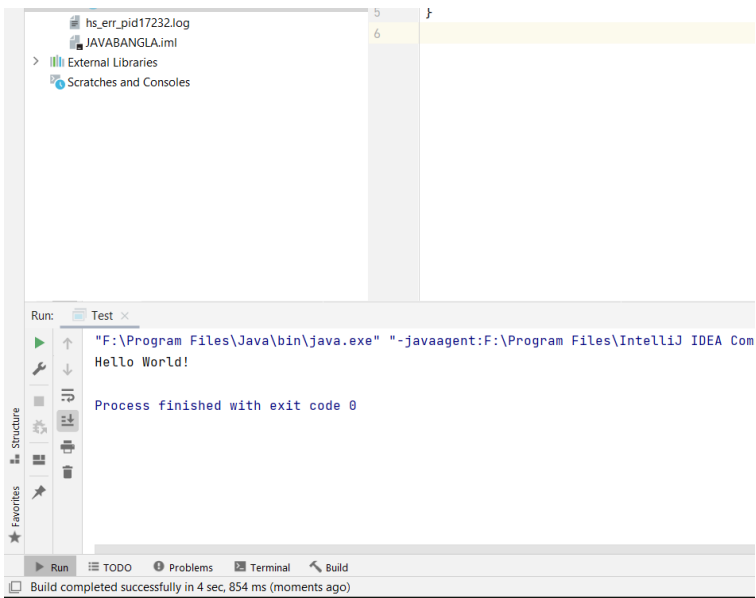 hs_err_pid17232.log
JAVABANGLA.iml
External Libraries
Scratches and Consoles
5 }
6
Run: Test
"F:\Program Files\Java\bin\java.exe" "-javaagent:F:\Program Files\IntelliJ IDEA Com
Hello World!
Process finished with exit code 0
Structure
Favorites
Run TODO Problems Terminal Build
Build completed successfully in 4 sec, 854 ms (moments ago)